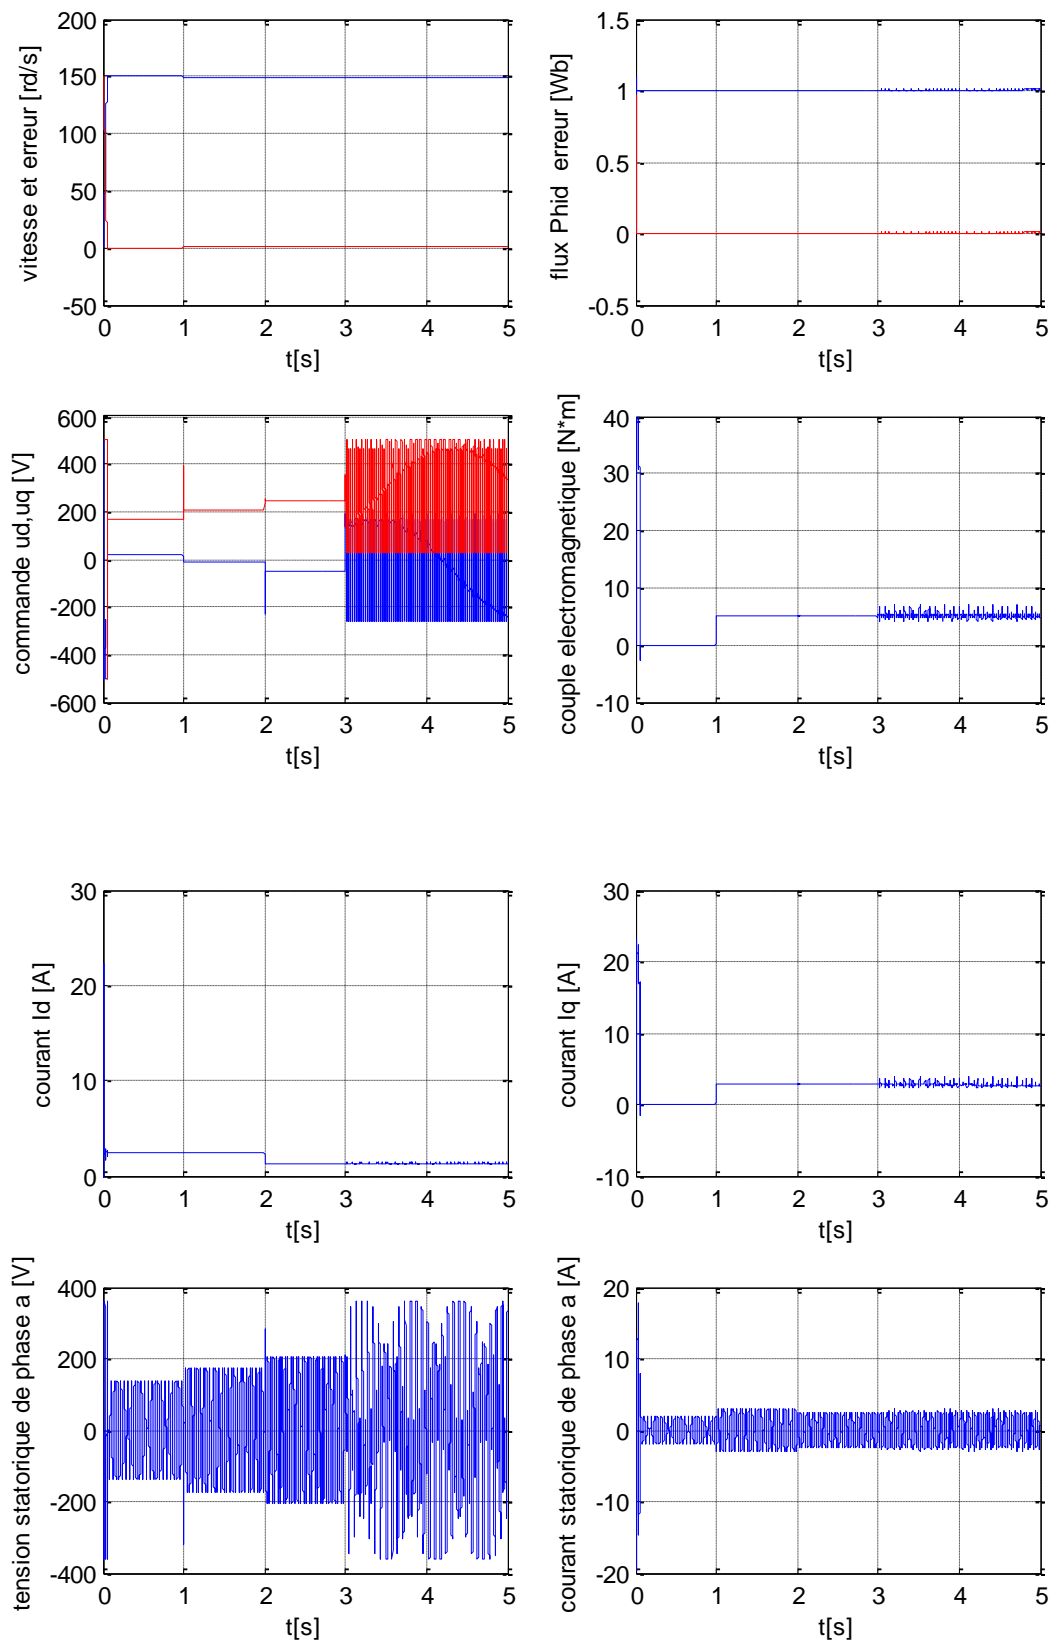 vitesse et erreur [rd/s]
200
150
100
50
0
-50
0 1 2 3 4 5
t[s]
flux Phid erreur [Wb]
1.5
1
0.5
0
-0.5
0 1 2 3 4 5
t[s]
commande ud,uq [V]
600
400
200
0
-200
-400
-600
0 1 2 3 4 5
t[s]
couple electromagnetique [N*m]
40
30
20
10
0
-10
0 1 2 3 4 5
t[s]
courant Id [A]
30
20
10
0
0 1 2 3 4 5
t[s]
courant Iq [A]
30
20
10
0
-10
0 1 2 3 4 5
t[s]
tension statorique de phase a [V]
400
200
0
-200
-400
0 1 2 3 4 5
t[s]
courant statorique de phase a [A]
20
10
0
-10
-20
0 1 2 3 4 5
t[s]